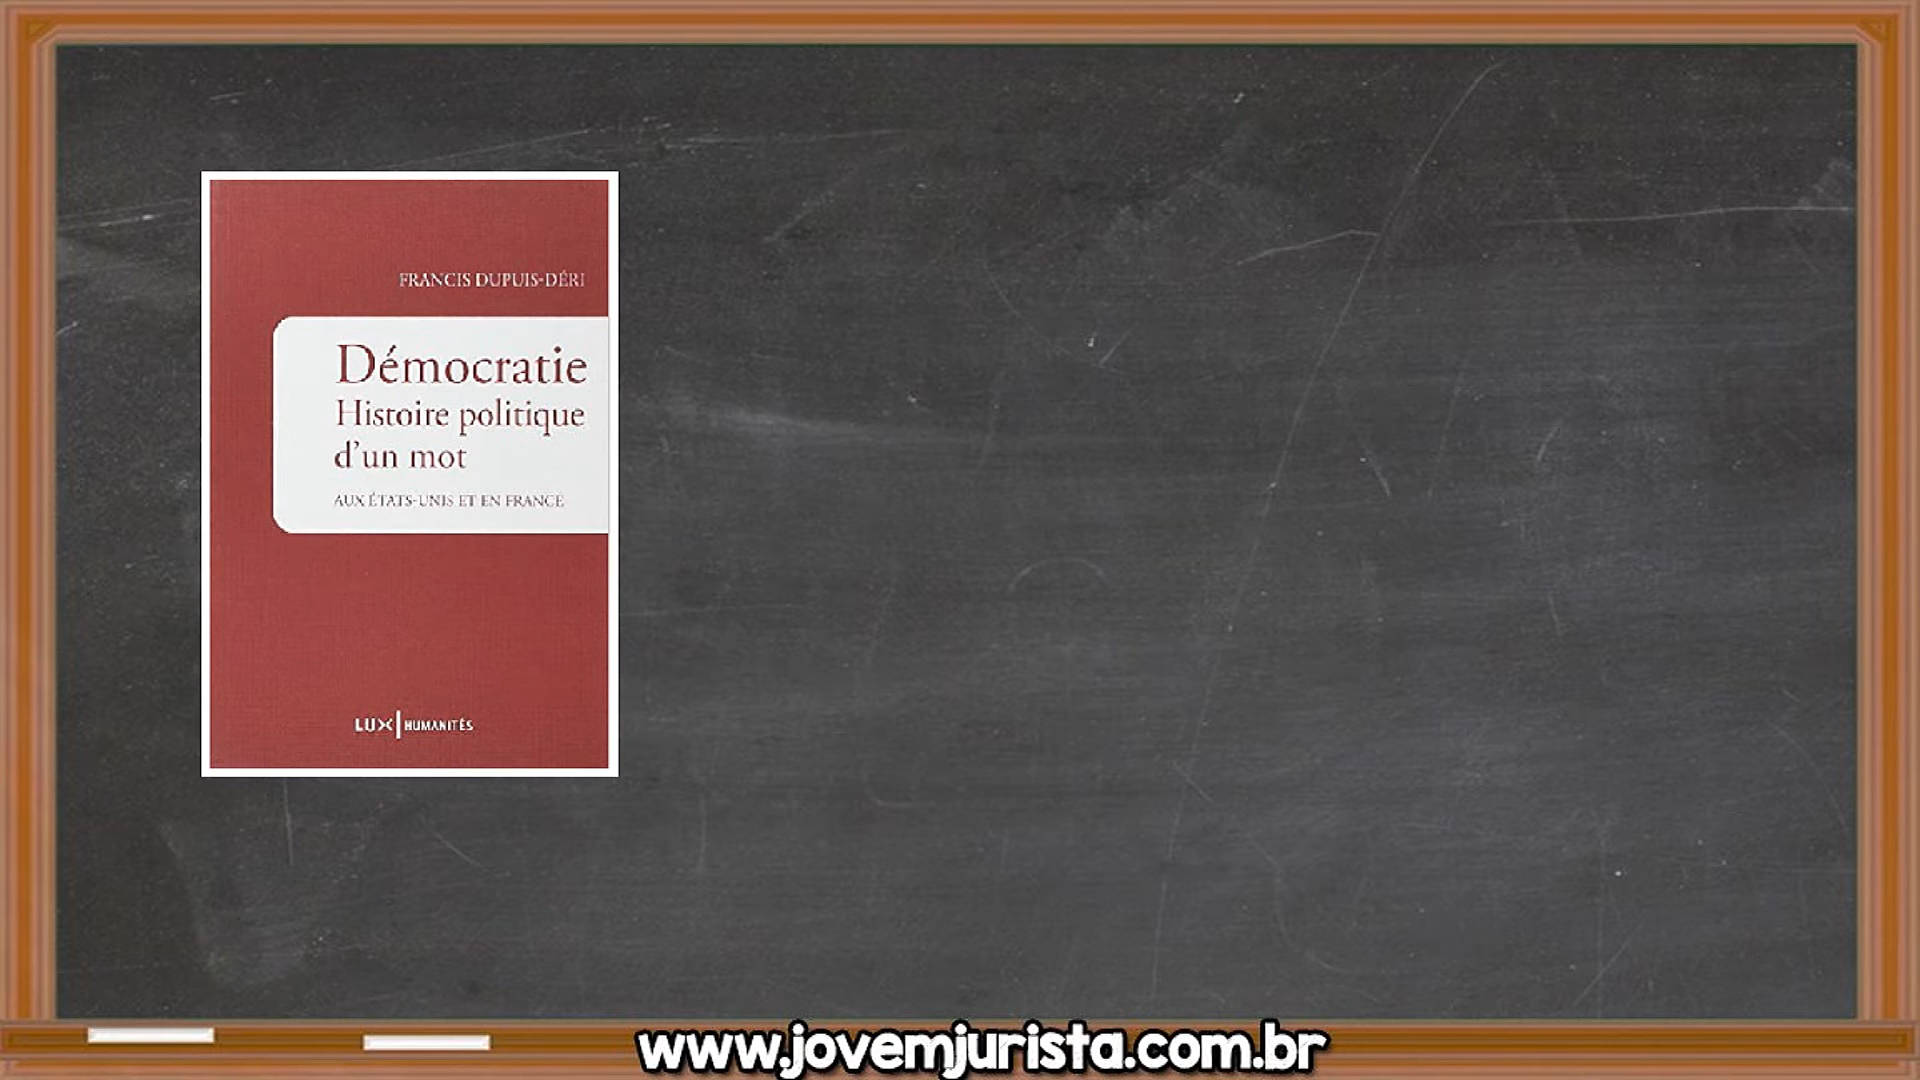 FRANCIS DUPUIS-DÉRI
Démocratie
Histoire politique
d'un mot
AUX ÉTATS-UNIS ET EN FRANCE
LUX | HUMANITÉS
www.jovemjurista.com.br